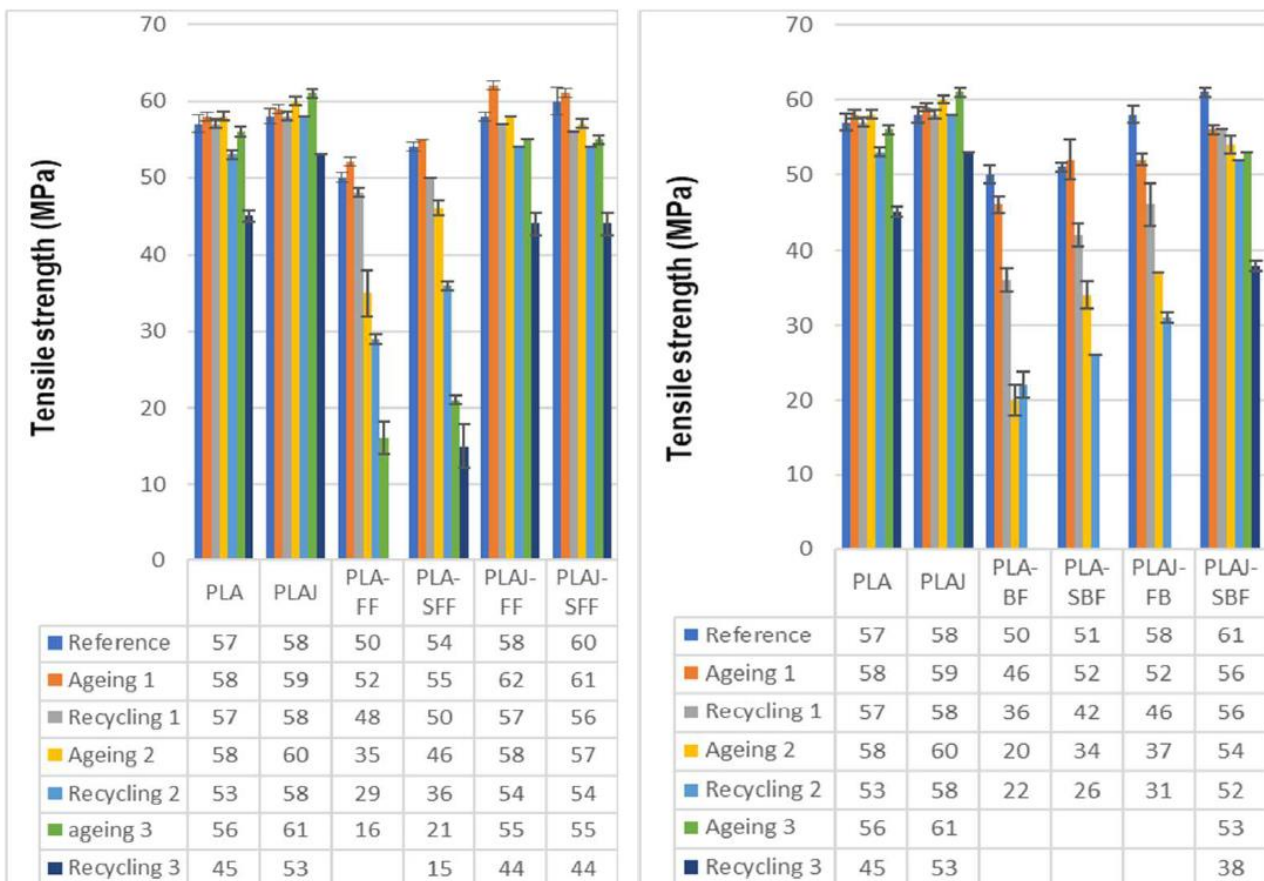 70
60
50
40
30
20
10
0
Tensile strength (MPa)
PLA PLAJ PLA-FF PLA-SFF PLAJ-FF PLAJ-SFF
Reference 57 58 50 54 58 60
Ageing 1 58 59 52 55 62 61
Recycling 1 57 58 48 50 57 56
Ageing 2 58 60 35 46 58 57
Recycling 2 53 58 29 36 54 54
ageing 3 56 61 16 21 55 55
Recycling 3 45 53 15 44 44
70
60
50
40
30
20
10
0
Tensile strength (MPa)
PLA PLAJ PLA-BF PLA-SBF PLAJ-FB PLAJ-SBF
Reference 57 58 50 51 58 61
Ageing 1 58 59 46 52 52 56
Recycling 1 57 58 36 42 46 56
Ageing 2 58 60 20 34 37 54
Recycling 2 53 58 22 26 31 52
Ageing 3 56 61 53
Recycling 3 45 53 38